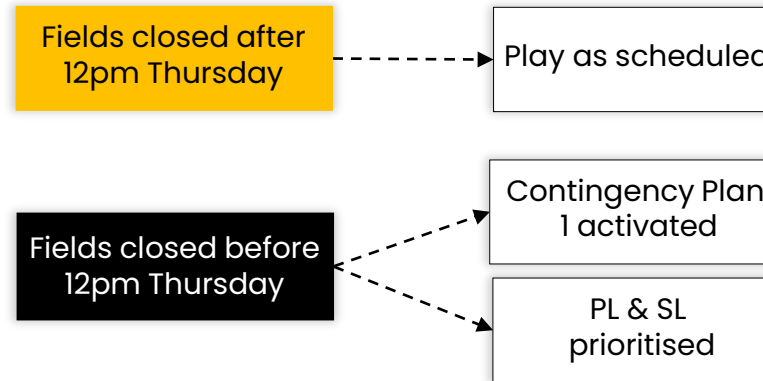 Fields closed after
12pm Thursday
Play as scheduled
Fields closed before
12pm Thursday
Contingency Plan
1 activated
PL & SL
prioritised